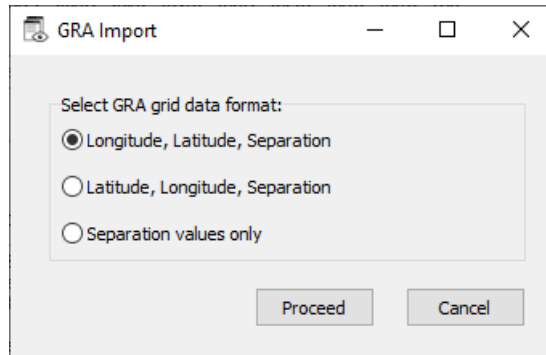 GRA Import
Select GRA grid data format:
Longitude, Latitude, Separation
Latitude, Longitude, Separation
Separation values only
Proceed Cancel